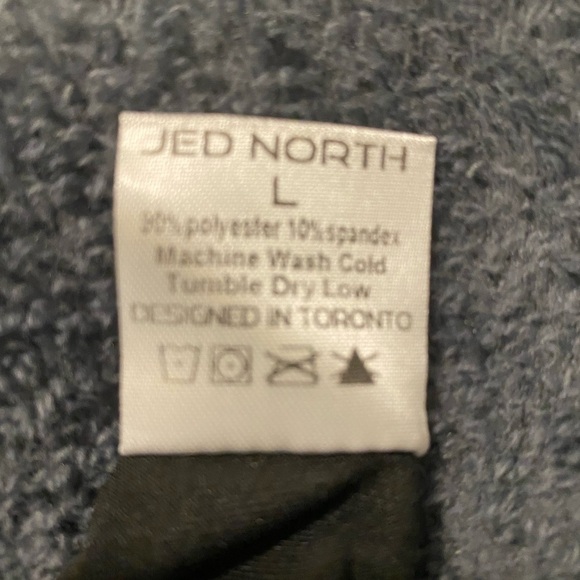 JED NORTH
L
90% polyester 10% spandex
Machine Wash Cold
Tumble Dry Low
DESIGNED IN TORONTO